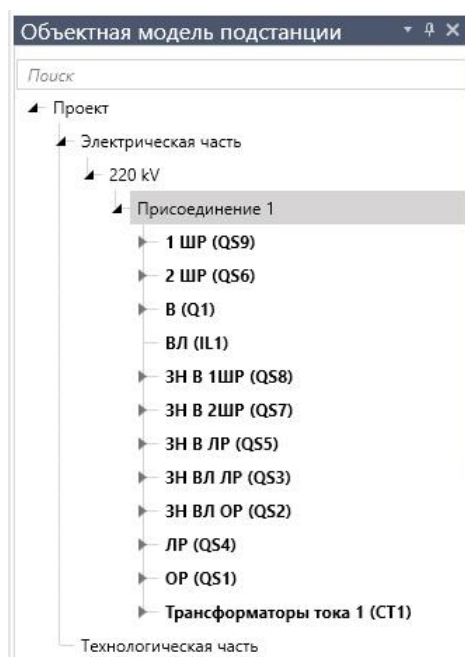 Объектная модель подстанции
Поиск
Проект
Электрическая часть
220 kV
Присоединение 1
1 ШР (QS9)
2 ШР (QS6)
В (Q1)
ВЛ (IL1)
ЗН В 1ШР (QS8)
ЗН В 2ШР (QS7)
ЗН В ЛР (QS5)
ЗН ВЛ ЛР (QS3)
ЗН ВЛ ОР (QS2)
ЛР (QS4)
ОР (QS1)
Трансформаторы тока 1 (CT1)
Технологическая часть